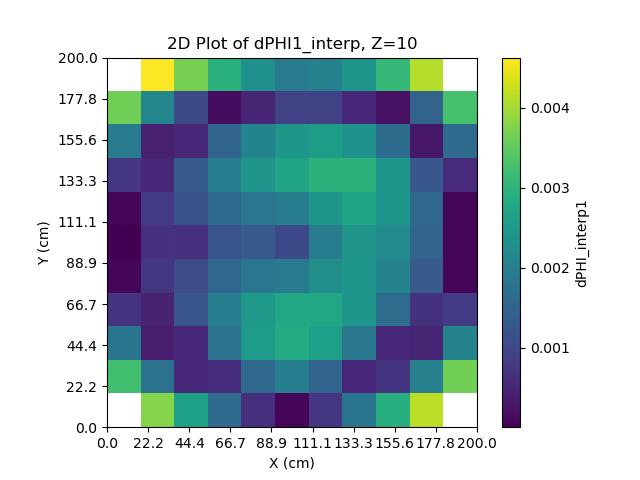 2D Plot of dPHI1_interp, Z=10
200.0
177.8
155.6
133.3
111.1
88.9
66.7
44.4
22.2
0.0
Y (cm)
0.0 22.2 44.4 66.7 88.9 111.1 133.3 155.6 177.8 200.0
X (cm)
0.004
0.003
0.002
0.001
dPHI_interp1